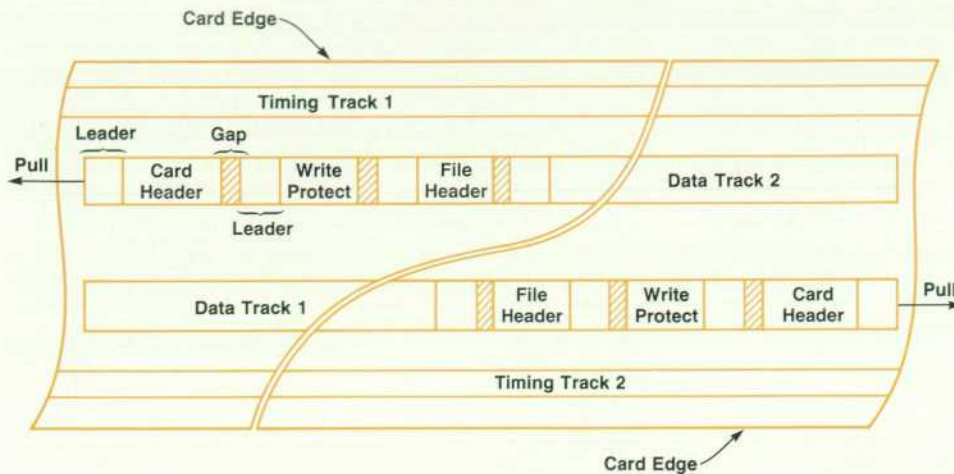 Card Edge
Timing Track 1
Leader
Gap
Pull
Card
Header
Write
Protect
File
Header
Data Track 2
Leader
Data Track 1
File
Header
Write
Protect
Card
Header
Pull
Timing Track 2
Card Edge